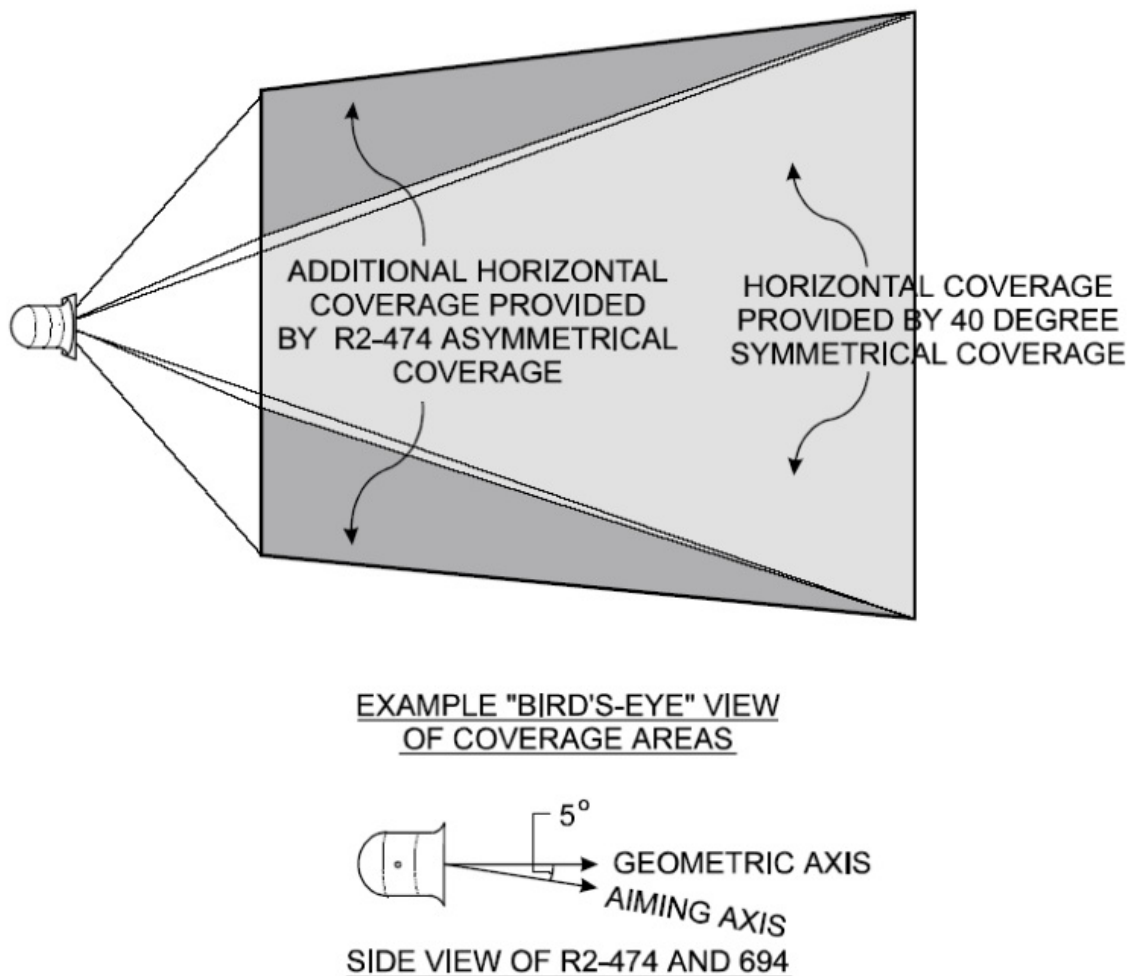 ADDITIONAL HORIZONTAL
COVERAGE PROVIDED
BY R2-474 ASYMMETRICAL
COVERAGE
HORIZONTAL COVERAGE
PROVIDED BY 40 DEGREE
SYMMETRICAL COVERAGE
EXAMPLE "BIRD'S-EYE" VIEW
OF COVERAGE AREAS
5°
GEOMETRIC AXIS
AIMING AXIS
SIDE VIEW OF R2-474 AND 694